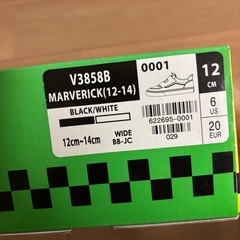 V3858B
MARVERICK(12-14)
BLACK/WHITE
12cm~14cm
WIDE
BB-JC
0001
622695-0001
029
12
CM
6
US
20
EUR